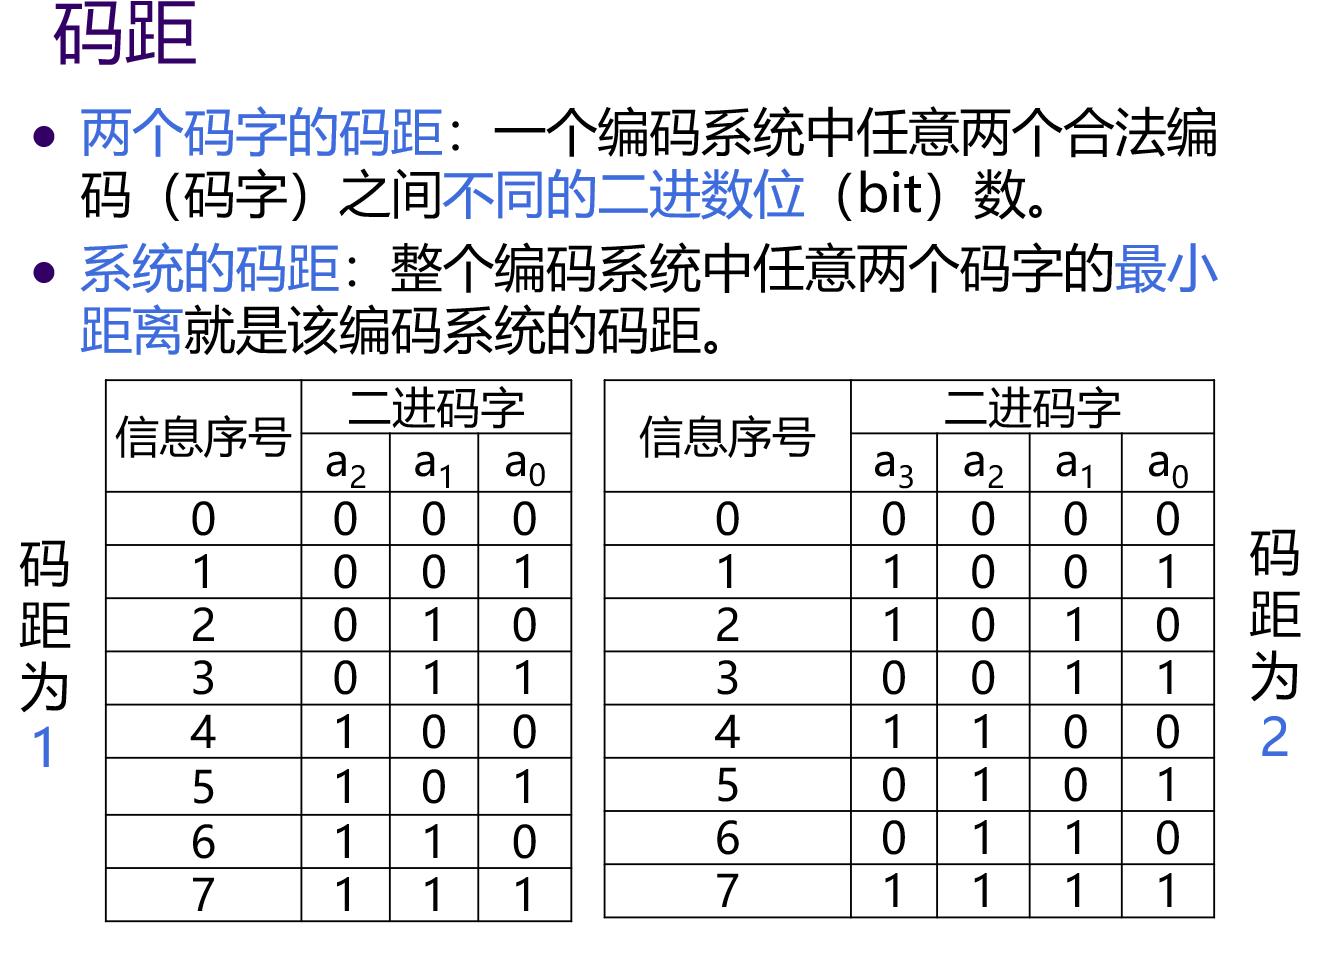 码距
两个码字的码距：一个编码系统中任意两个合法编
码（码字）之间不同的二进数位（bit）数。
系统的码距：整个编码系统中任意两个码字的最小
距离就是该编码系统的码距。
码距为1
信息序号 二进码字
a₂ a₁ a₀
0 0 0 0
1 0 0 1
2 0 1 0
3 0 1 1
4 1 0 0
5 1 0 1
6 1 1 0
7 1 1 1
信息序号 二进码字
a₃ a₂ a₁ a₀
0 0 0 0 0
1 1 0 0 1
2 1 0 1 0
3 0 0 1 1
4 1 1 0 0
5 0 1 0 1
6 0 1 1 0
7 1 1 1 1
码距为2